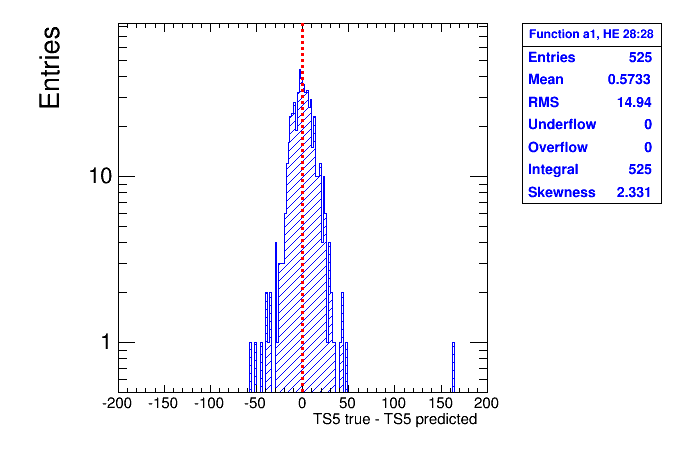 Entries
10
1
-200 -150 -100 -50 0 50 100 150 200
TS5 true - TS5 predicted
Function a1, HE 28:28
Entries 525
Mean 0.5733
RMS 14.94
Underflow 0
Overflow 0
Integral 525
Skewness 2.331